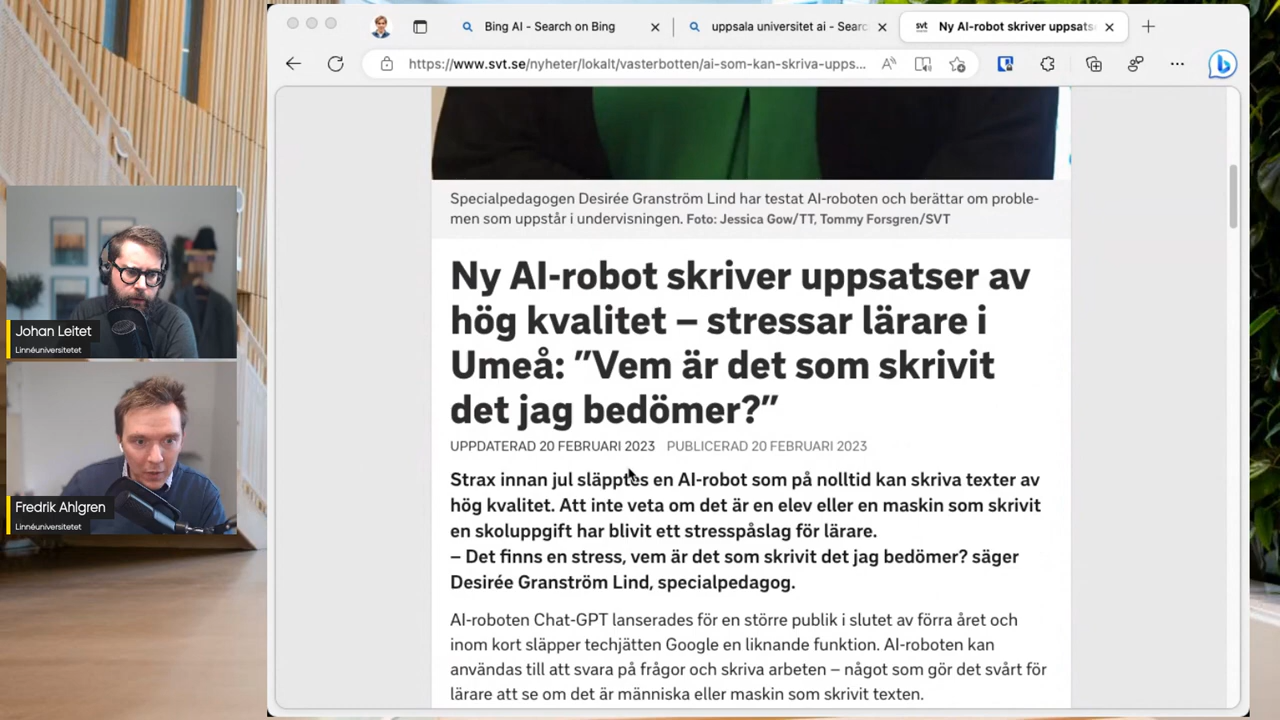 Bing AI - Search on Bing
uppsala universitet ai - Searc
svt Ny AI-robot skriver uppsats
https://www.svt.se/nyheter/lokalt/vasterbotten/ai-som-kan-skriva-upps...
Specialpedagogen Desirée Granström Lind har testat AI-roboten och berättar om proble-
men som uppstår i undervisningen. Foto: Jessica Gow/TT, Tommy Forsgren/SVT
Ny AI-robot skriver uppsatser av
hög kvalitet – stressar lärare i
Umeå: ”Vem är det som skrivit
det jag bedömer?”
UPPDATERAD 20 FEBRUARI 2023 PUBLICERAD 20 FEBRUARI 2023
Strax innan jul släpptes en AI-robot som på nolltid kan skriva texter av
hög kvalitet. Att inte veta om det är en elev eller en maskin som skrivit
en skoluppgift har blivit ett stresspåslag för lärare.
– Det finns en stress, vem är det som skrivit det jag bedömer? säger
Desirée Granström Lind, specialpedagog.
AI-roboten Chat-GPT lanserades för en större publik i slutet av förra året och
inom kort släpper techjätten Google en liknande funktion. AI-roboten kan
användas till att svara på frågor och skriva arbeten – något som gör det svårt för
lärare att se om det är människa eller maskin som skrivit texten.
Johan Leitet
Linnéuniversitetet
Fredrik Ahlgren
Linnéuniversitetet